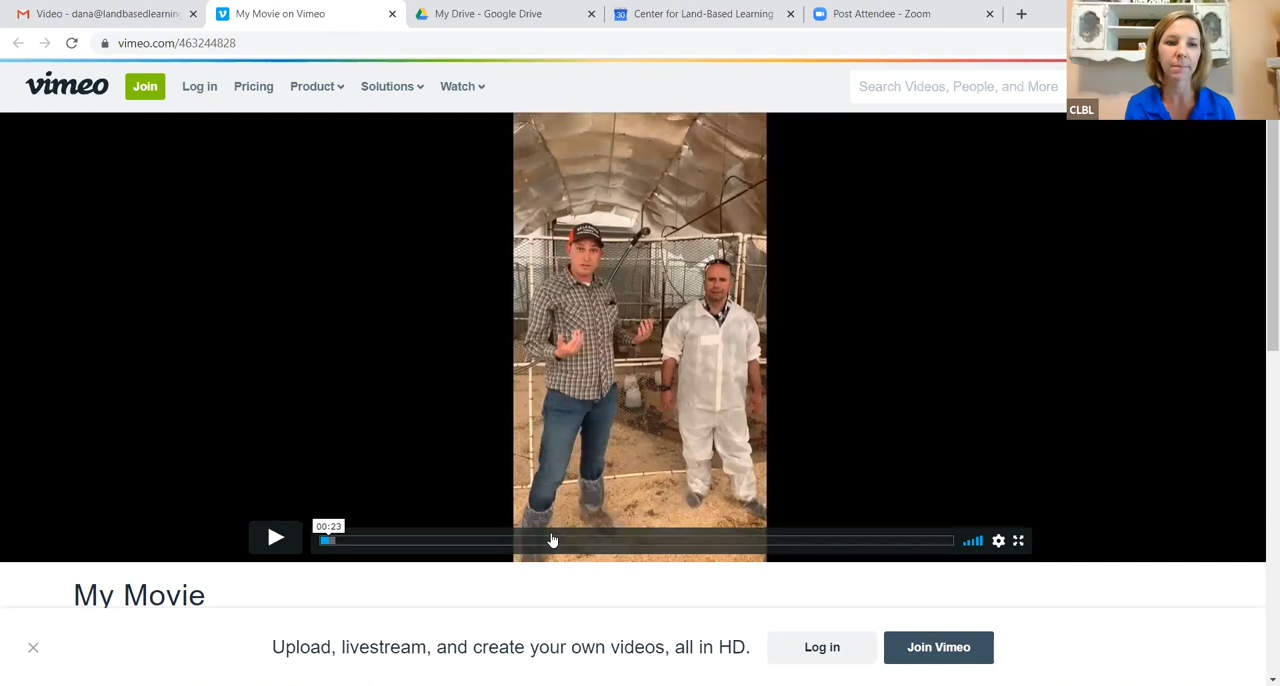 Video - dana@landbasedlearning
My Movie on Vimeo
My Drive - Google Drive
Center for Land-Based Learning
Post Attendee - Zoom
vimeo.com/463244828
vimeo
Join
Log in
Pricing
Product
Solutions
Watch
Search Videos, People, and More
CLBL
00:23
My Movie
Upload, livestream, and create your own videos, all in HD.
Log in
Join Vimeo